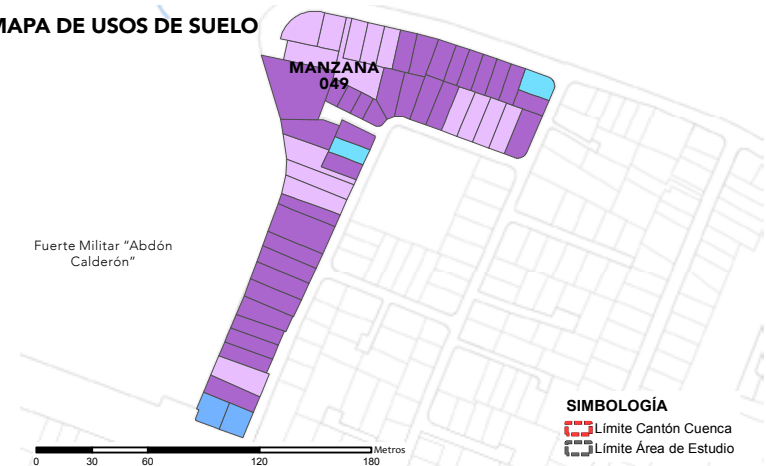 MAPA DE USOS DE SUELO
MANZANA
049
Fuerte Militar "Abdón
Calderón"
SIMBOLOGÍA
Límite Cantón Cuenca
Límite Área de Estudio
Metros
0 30 60 120 180